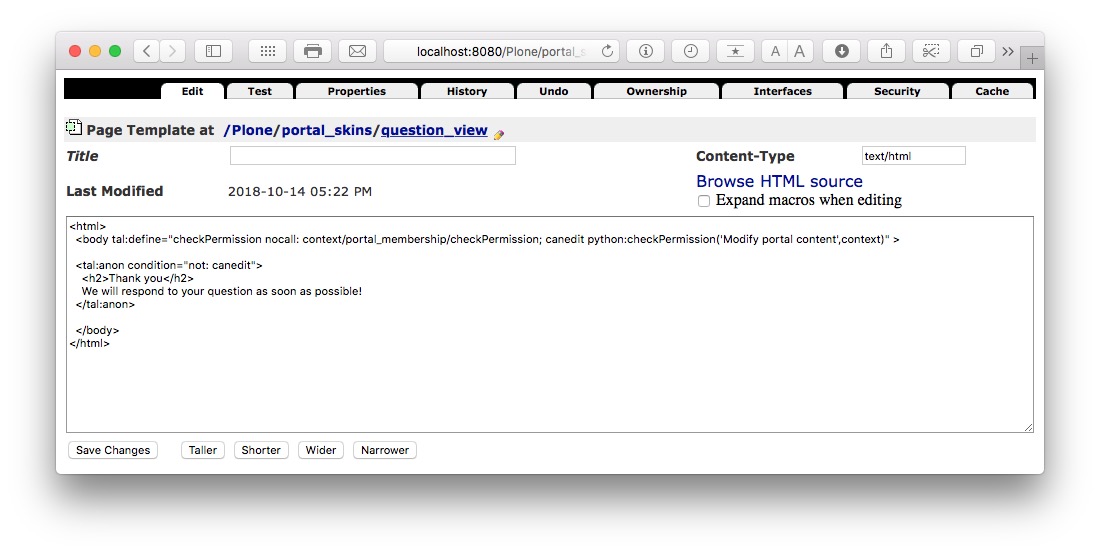 localhost:8080/Plone/portal_s
A A
Edit Test Properties History Undo Ownership Interfaces Security Cache
Page Template at /Plone/portal_skins/question_view
Title
Content-Type text/html
Last Modified 2018-10-14 05:22 PM
Browse HTML source
Expand macros when editing
<html>
<body tal:define="checkPermission nocall: context/portal_membership/checkPermission; canedit python:checkPermission('Modify portal content',context)" >
<tal:anon condition="not: canedit">
<h2>Thank you</h2>
We will respond to your question as soon as possible!
</tal:anon>
</body>
</html>
Save Changes Taller Shorter Wider Narrower